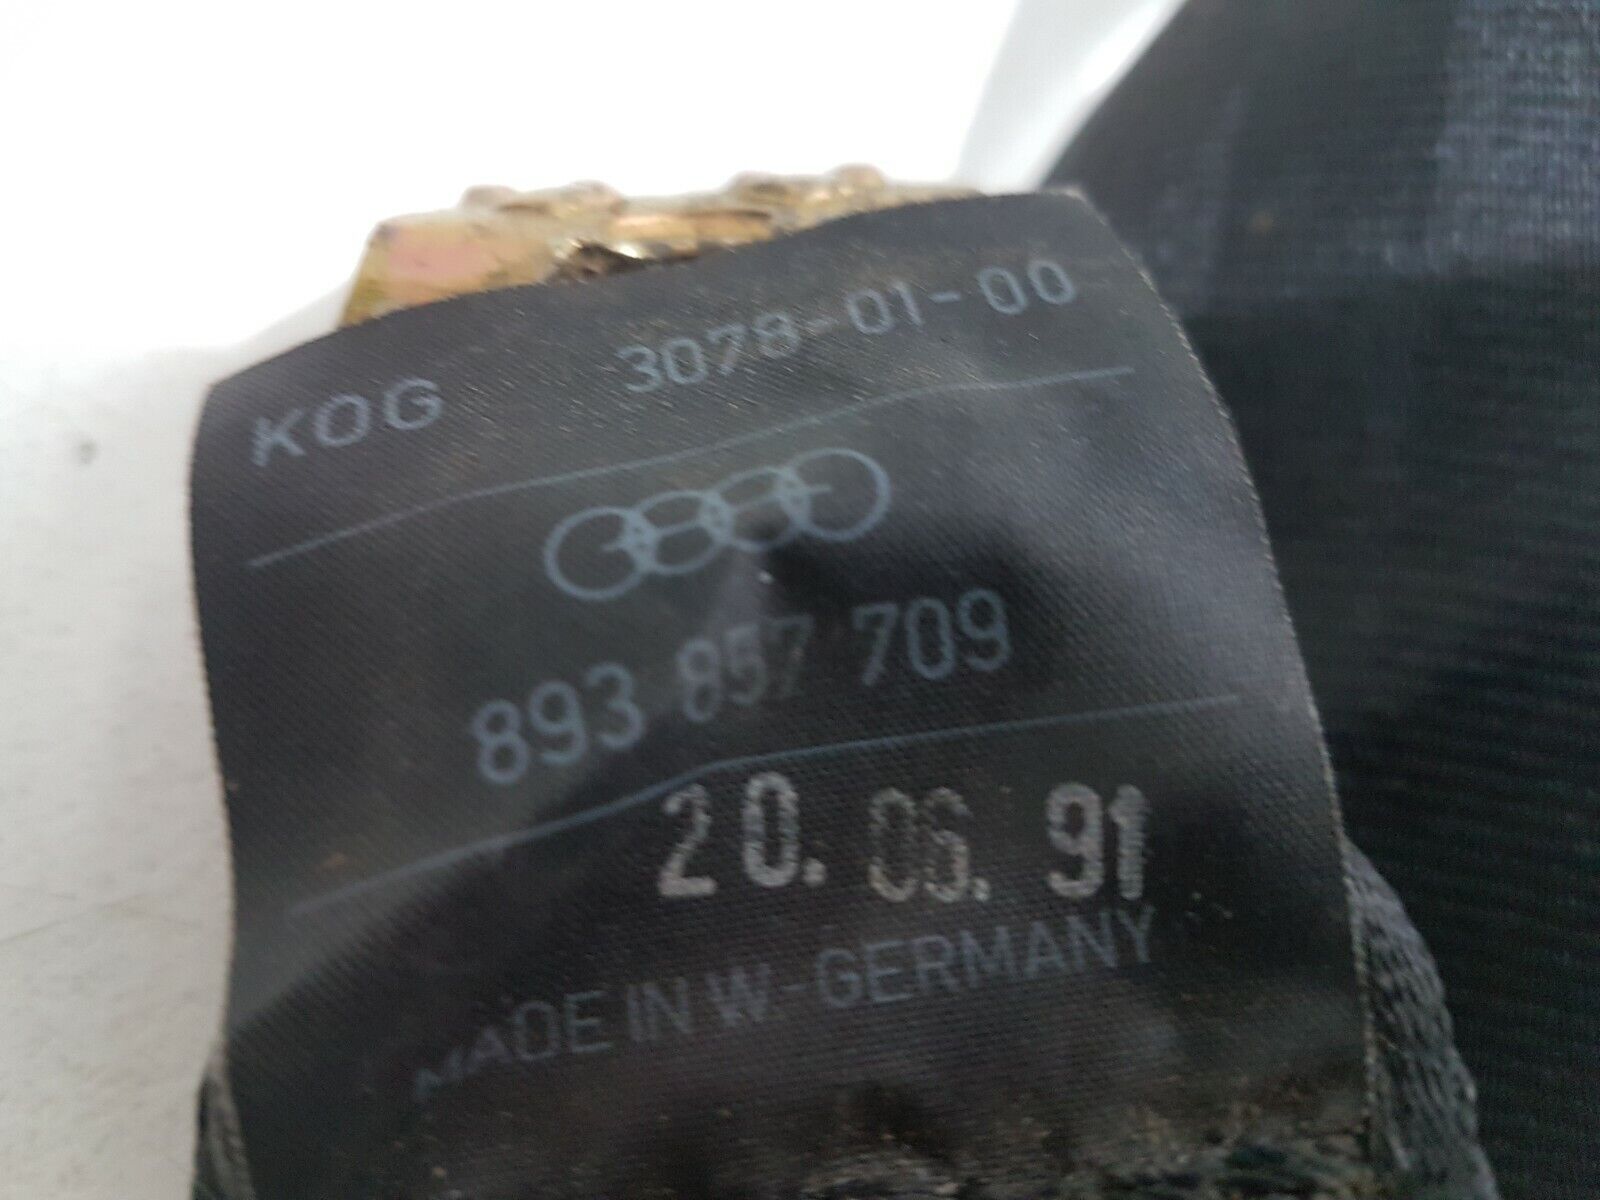 KOG 3078-01-00
893 857 709
20. 06. 91
MADE IN W.-GERMANY